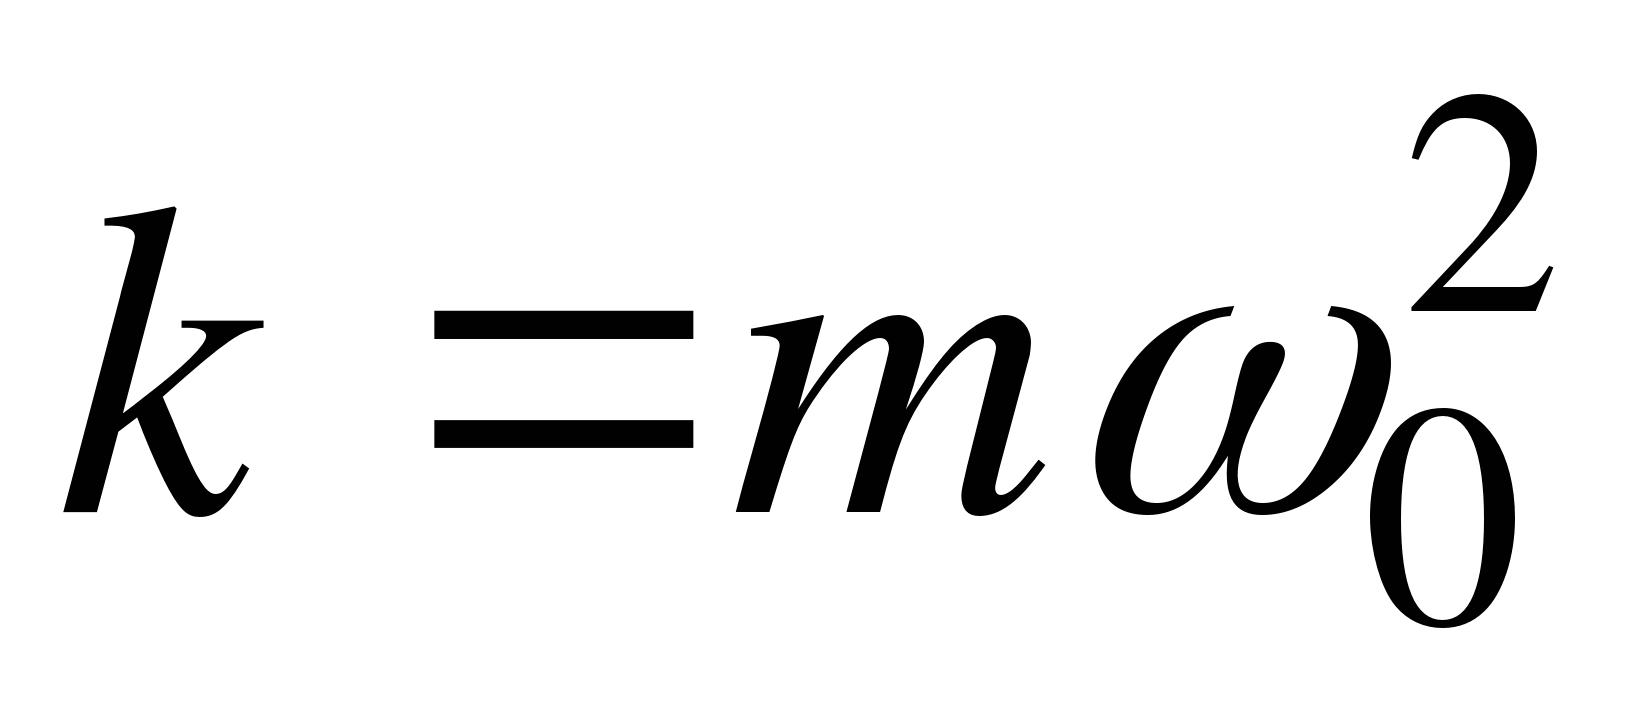 k = mω₀²